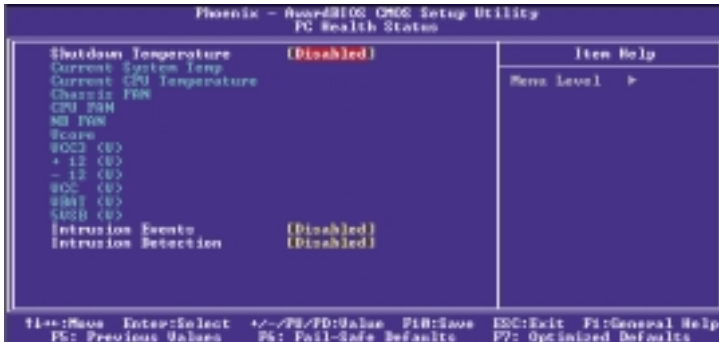 Phoenix - AwardBIOS CMOS Setup Utility
PC Health Status
Shutdown Temperature [Disabled]
Current System Temp
Current CPU Temperature
Chassis FAN
CPU FAN
NB FAN
Vcore
VCC3 (V)
+ 12 (V)
- 12 (V)
VCC (V)
VBAT (V)
5VSB (V)
Intrusion Events [Disabled]
Intrusion Detection [Disabled]
Item Help
Menu Level ►
↑↓→←:Move Enter:Select +/-/PU/PD:Value F10:Save ESC:Exit F1:General Help
F5: Previous Values F6: Fail-Safe Defaults F7: Optimized Defaults